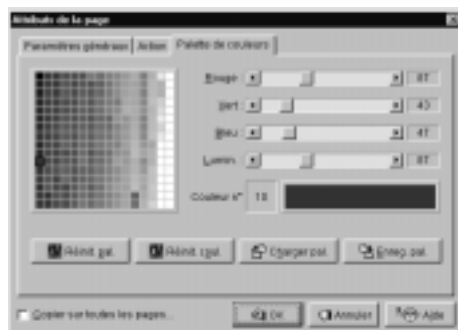 Attributs de la page
Paramètres généraux Action Palette de couleurs
Rouge : 87
Vert : 43
Bleu : 47
Lumin. : 87
Couleur n° 18
Réinit. pal. Réinit. coul. Charger pal. Enreg. pal.
Copier sur toutes les pages...
OK Annuler Aide